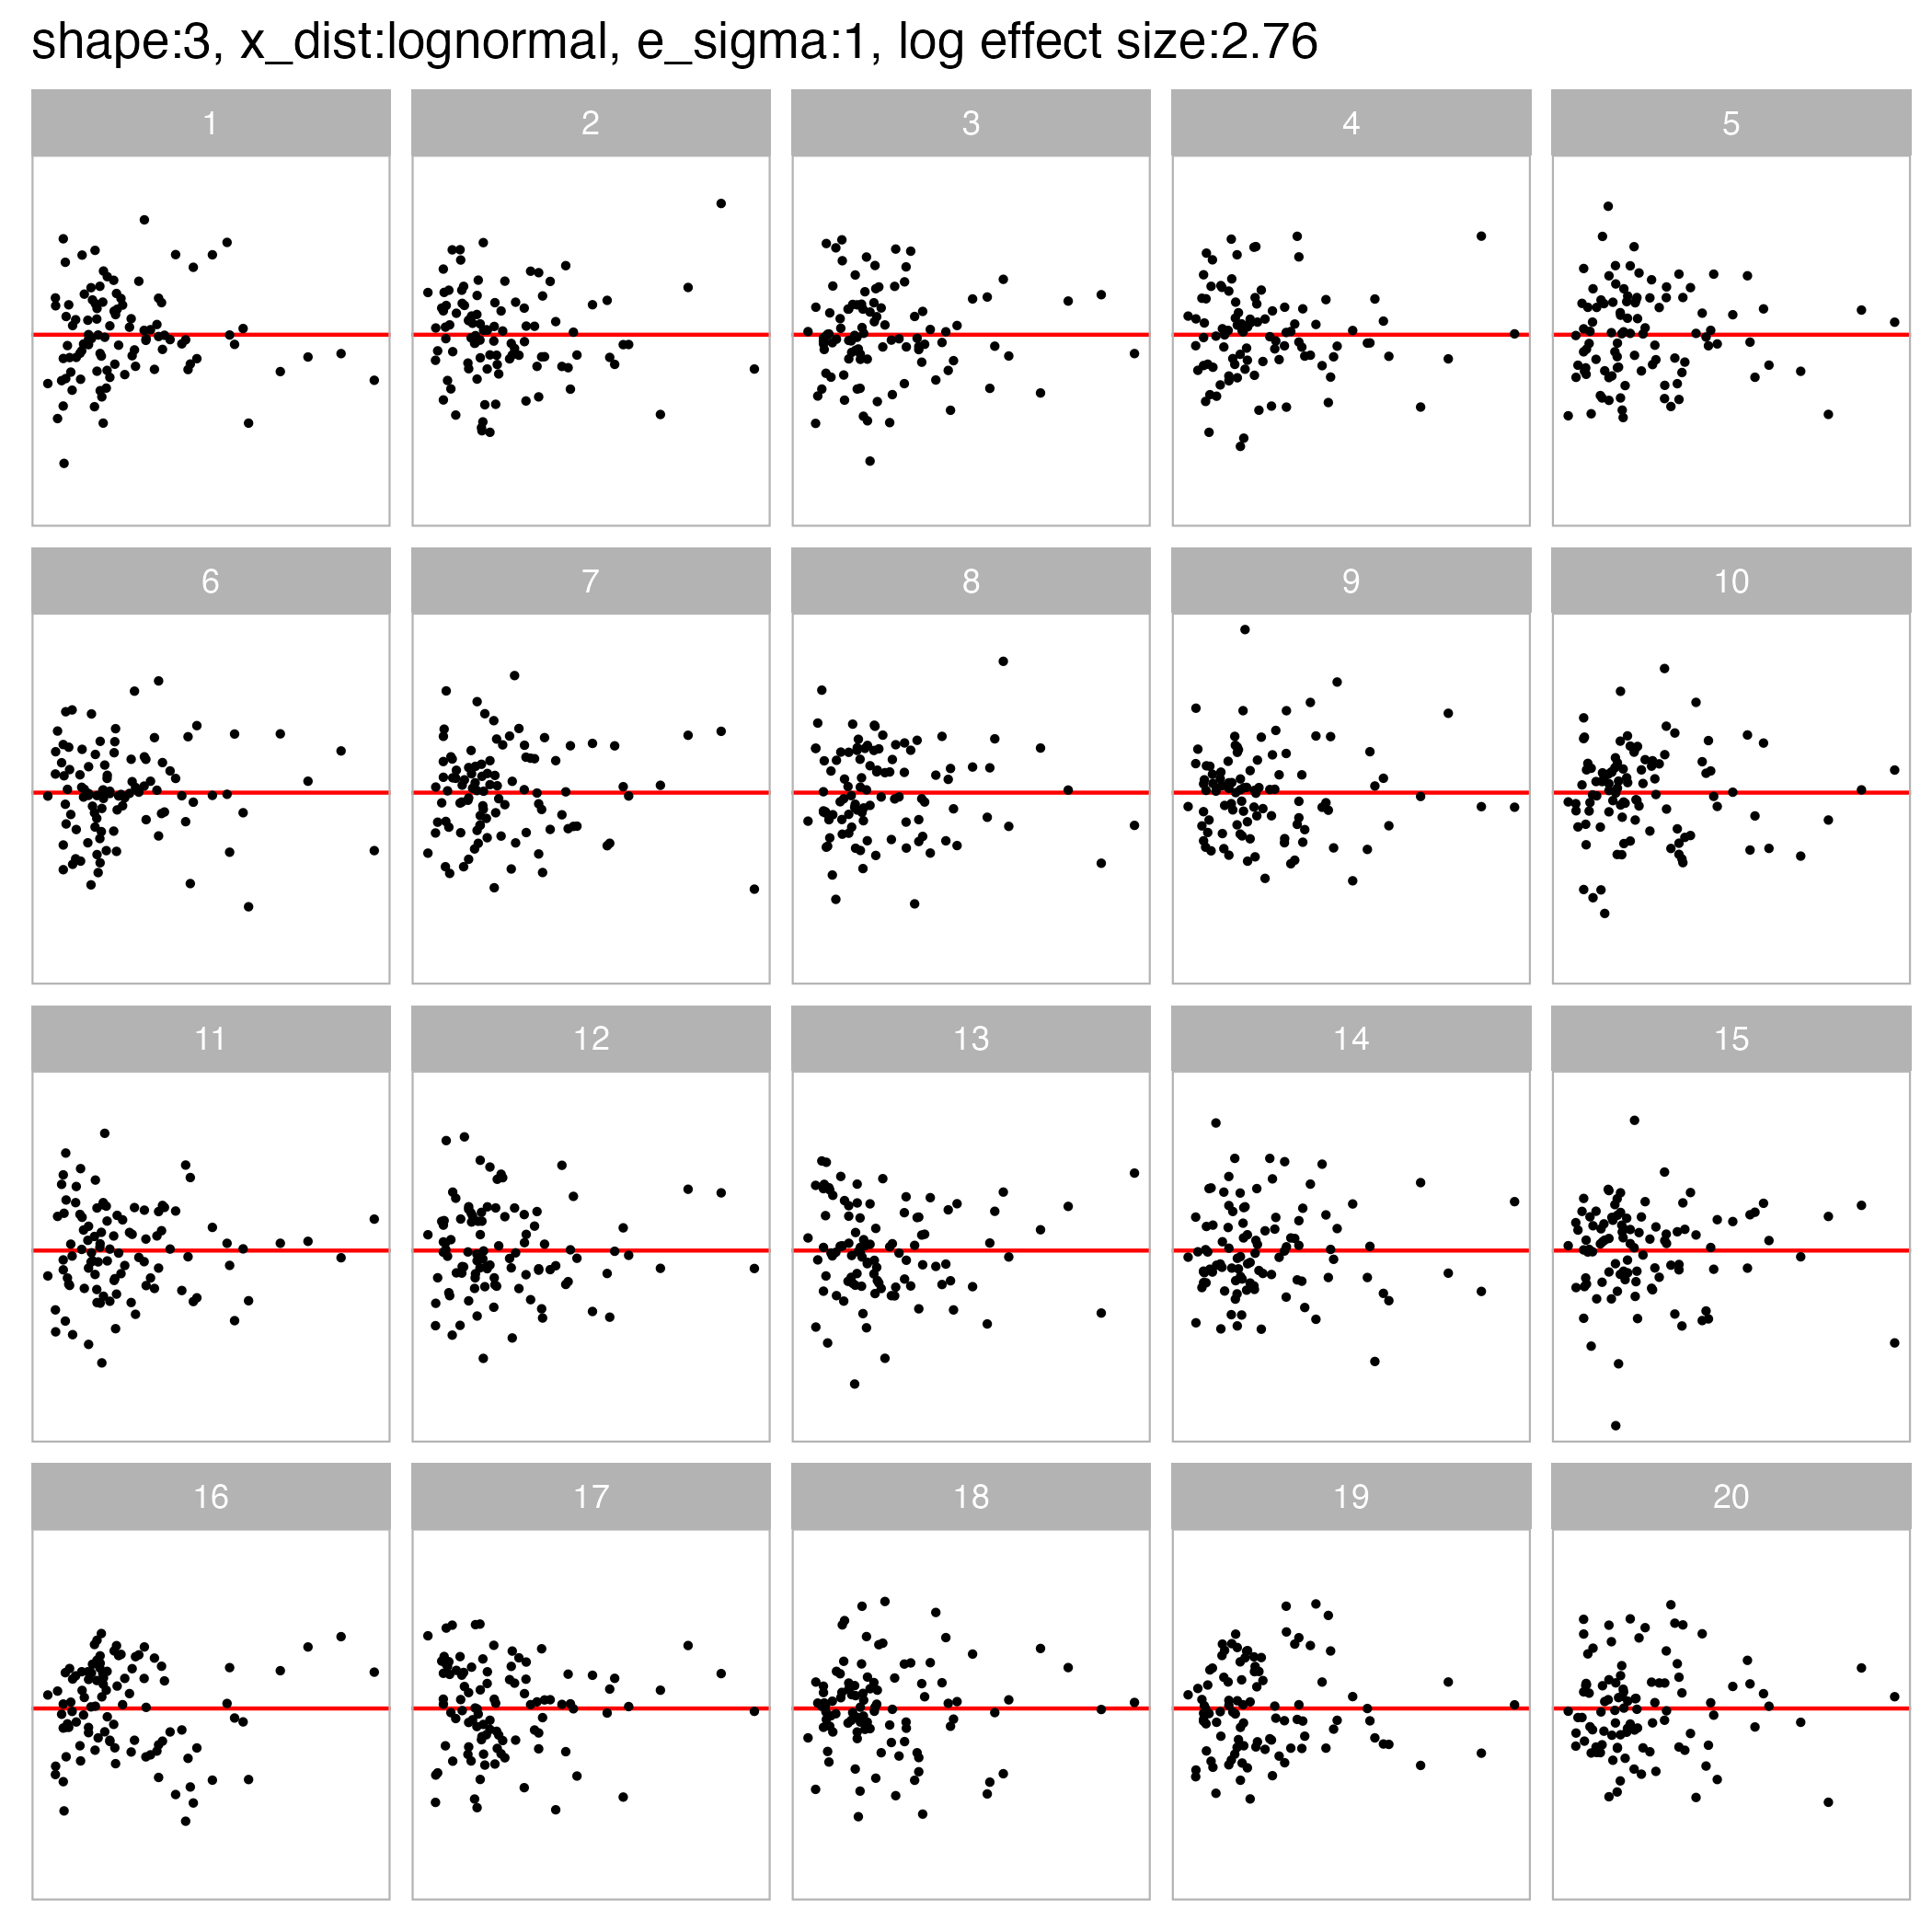 shape:3, x_dist:lognormal, e_sigma:1, log effect size:2.76
1 2 3 4 5
6 7 8 9 10
11 12 13 14 15
16 17 18 19 20